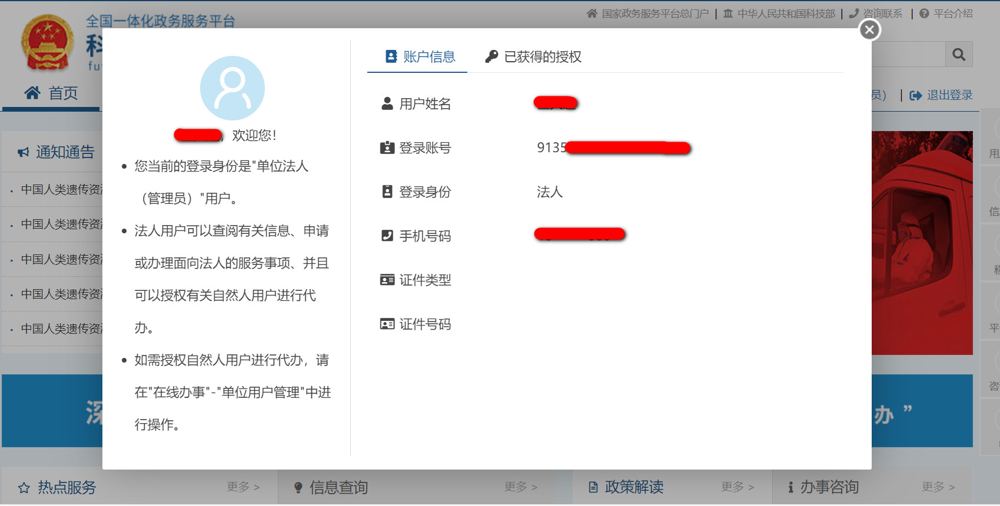 国家政务服务平台总门户 | 中华人民共和国科技部 | 咨询联系 | 平台介绍
全国一体化政务服务平台
科
fu
首页
员） | 退出登录
通知通告
中国人类遗传资
中国人类遗传资
中国人类遗传资
中国人类遗传资
中国人类遗传资
，欢迎您！
您当前的登录身份是"单位法人
（管理员）"用户。
法人用户可以查阅有关信息、申请
或办理面向法人的服务事项、并且
可以授权有关自然人用户进行代
办。
如需授权自然人用户进行代办，请
在"在线办事"-"单位用户管理"中进
行操作。
账户信息 已获得的授权
用户姓名
登录账号 9135
登录身份 法人
手机号码
证件类型
证件号码
用
信
移
平
咨
深
办 ”
热点服务 更多 >
信息查询 更多 >
政策解读 更多 >
办事咨询 更多 >